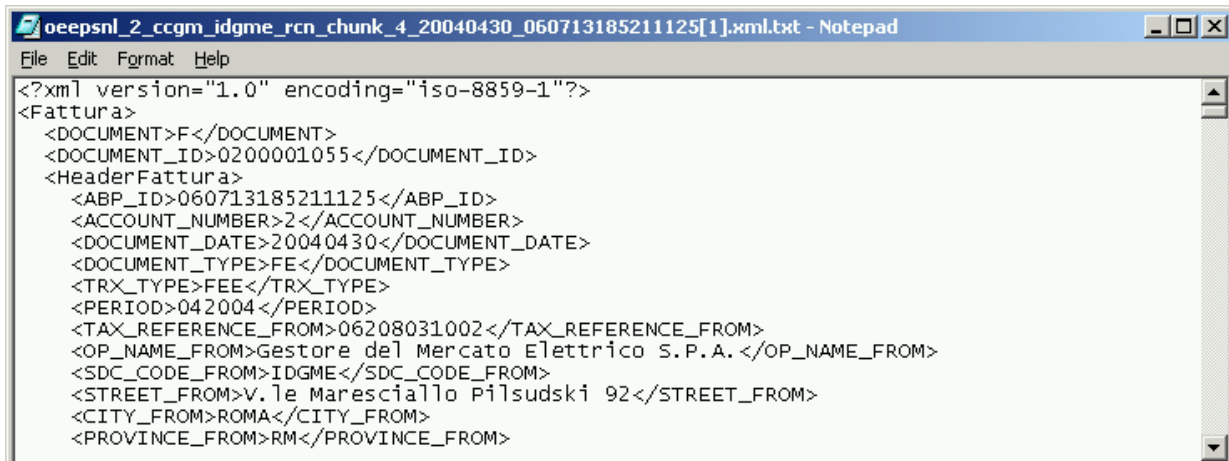 oeepsnl_2_ccgm_idgme_rcn_chunk_4_20040430_060713185211125[1].xml.txt - Notepad
File Edit Format Help
<?xml version="1.0" encoding="iso-8859-1"?>
<Fattura>
  <DOCUMENT>F</DOCUMENT>
  <DOCUMENT_ID>0200001055</DOCUMENT_ID>
  <HeaderFattura>
    <ABP_ID>060713185211125</ABP_ID>
    <ACCOUNT_NUMBER>2</ACCOUNT_NUMBER>
    <DOCUMENT_DATE>20040430</DOCUMENT_DATE>
    <DOCUMENT_TYPE>FE</DOCUMENT_TYPE>
    <TRX_TYPE>FEE</TRX_TYPE>
    <PERIOD>042004</PERIOD>
    <TAX_REFERENCE_FROM>06208031002</TAX_REFERENCE_FROM>
    <OP_NAME_FROM>Gestore del Mercato Elettrico S.P.A.</OP_NAME_FROM>
    <SDC_CODE_FROM>IDGME</SDC_CODE_FROM>
    <STREET_FROM>V.le Maresciallo Pilsudski 92</STREET_FROM>
    <CITY_FROM>ROMA</CITY_FROM>
    <PROVINCE_FROM>RM</PROVINCE_FROM>